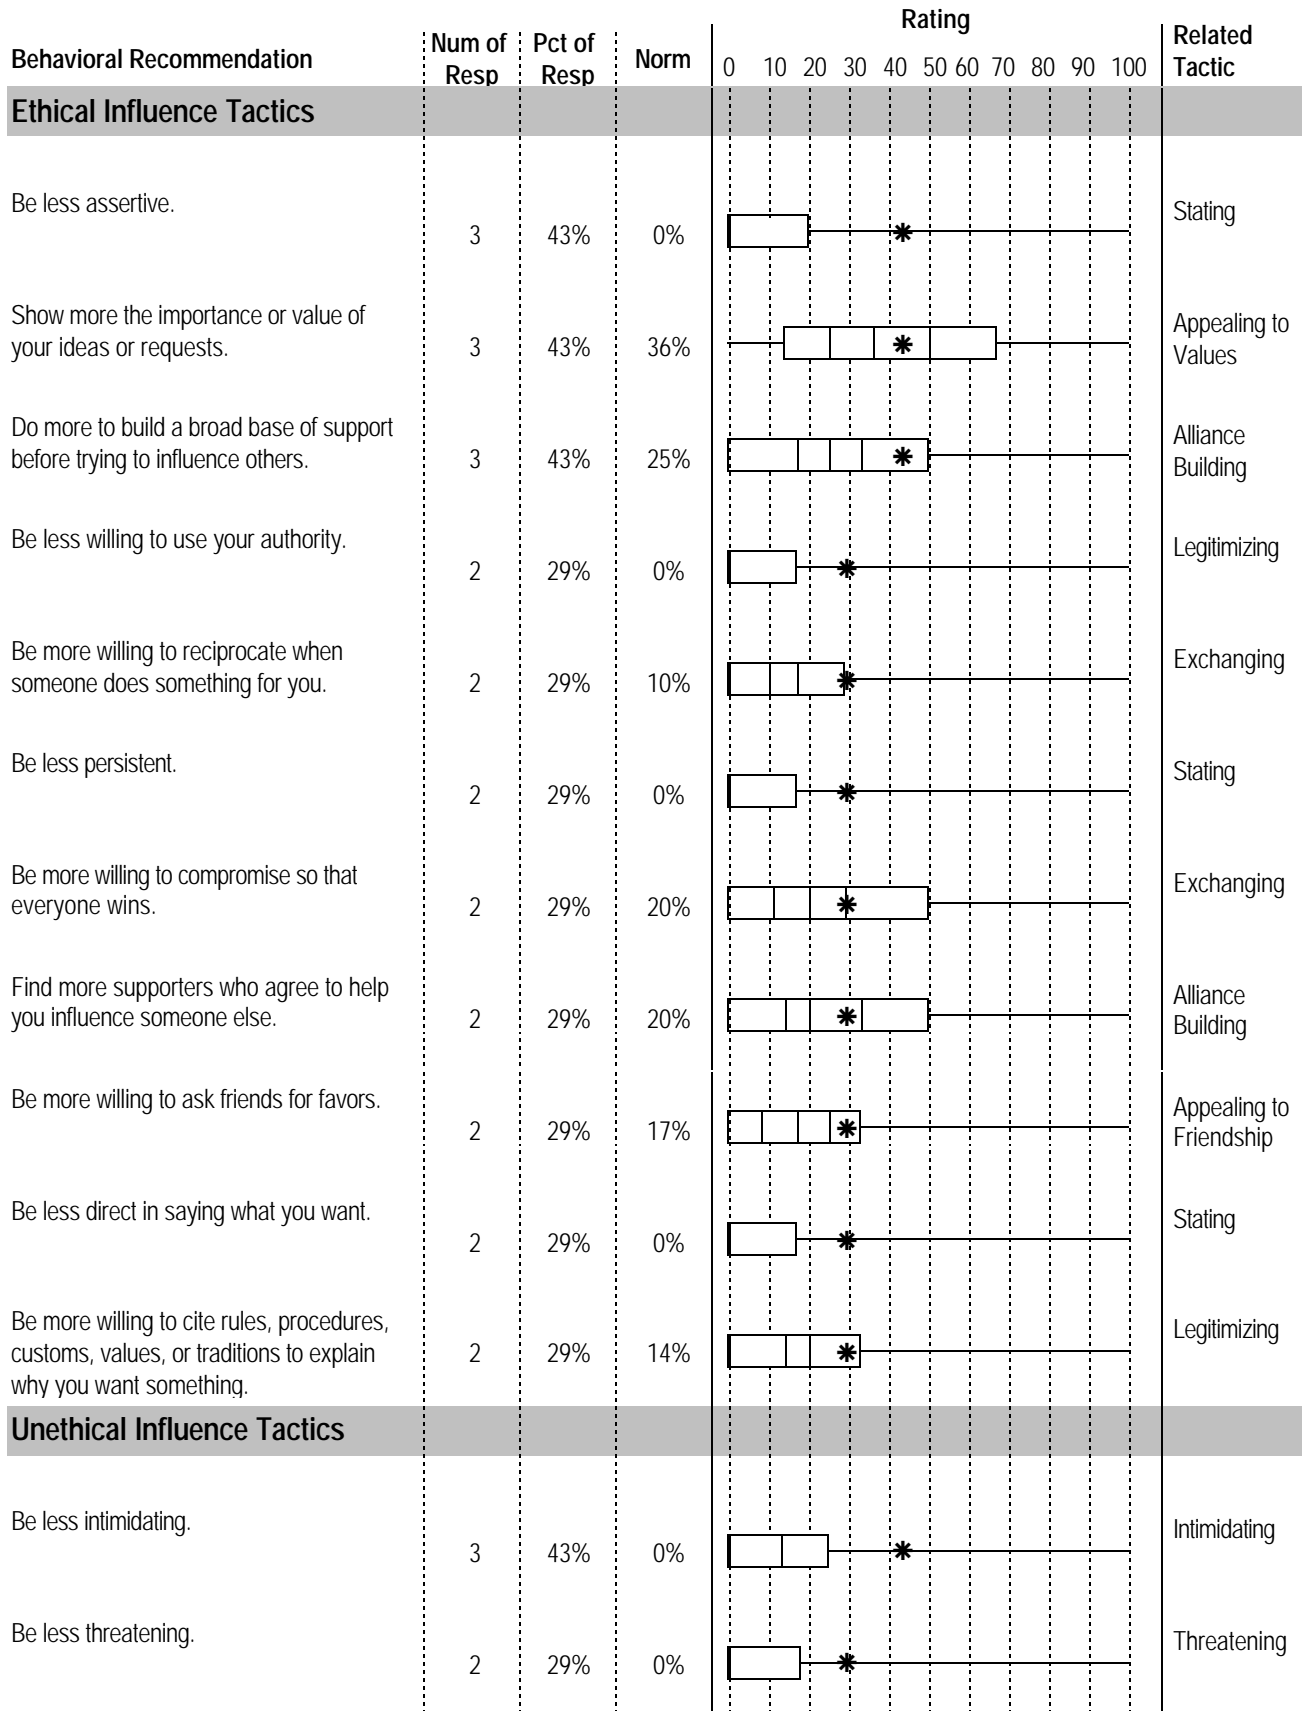 Rating
Behavioral Recommendation Num of Resp Pct of Resp Norm 0 10 20 30 40 50 60 70 80 90 100 Related Tactic
Ethical Influence Tactics
Be less assertive.
3 43% 0% Stating
Show more the importance or value of
your ideas or requests.
3 43% 36% Appealing to
Values
Do more to build a broad base of support
before trying to influence others.
3 43% 25% Alliance
Building
Be less willing to use your authority.
2 29% 0% Legitimizing
Be more willing to reciprocate when
someone does something for you.
2 29% 10% Exchanging
Be less persistent.
2 29% 0% Stating
Be more willing to compromise so that
everyone wins.
2 29% 20% Exchanging
Find more supporters who agree to help
you influence someone else.
2 29% 20% Alliance
Building
Be more willing to ask friends for favors.
2 29% 17% Appealing to
Friendship
Be less direct in saying what you want.
2 29% 0% Stating
Be more willing to cite rules, procedures,
customs, values, or traditions to explain
why you want something.
2 29% 14% Legitimizing
Unethical Influence Tactics
Be less intimidating.
3 43% 0% Intimidating
Be less threatening.
2 29% 0% Threatening